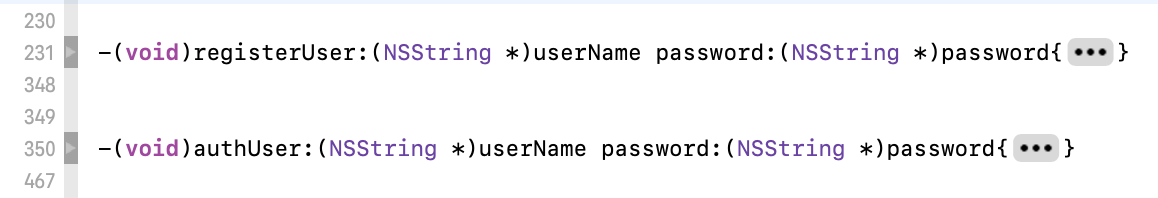 230
231 -(void)registerUser:(NSString *)userName password:(NSString *)password{•••}
348
349
350 -(void)authUser:(NSString *)userName password:(NSString *)password{•••}
467